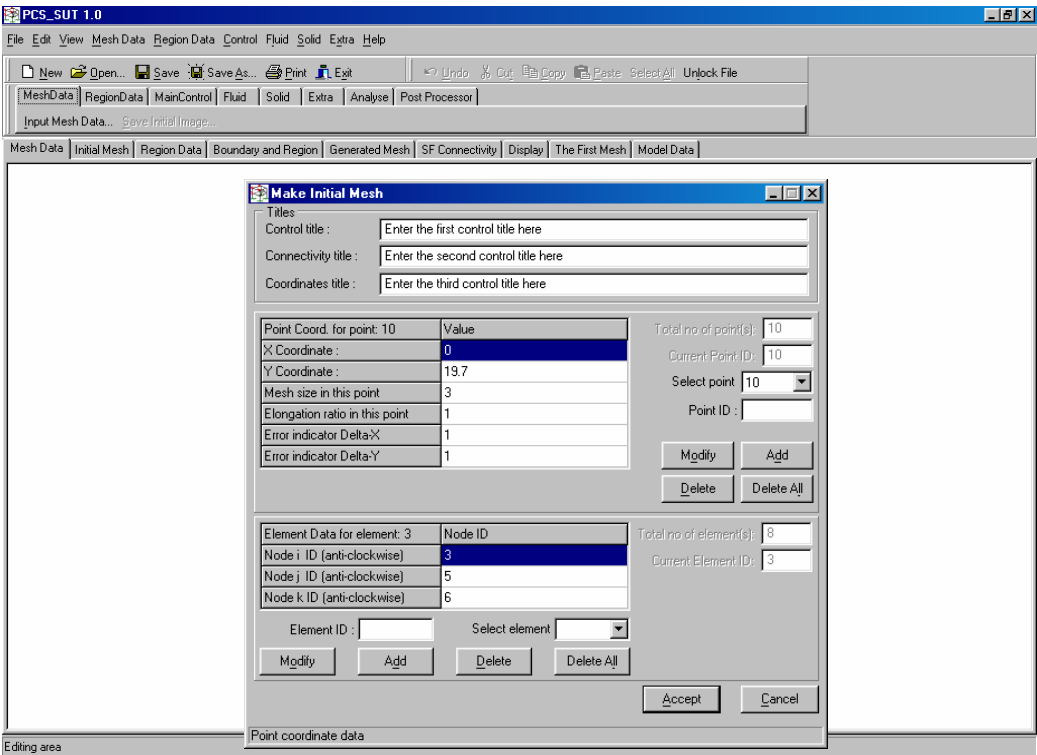 PCS_SUT 1.0
File Edit View Mesh Data Region Data Control Fluid Solid Extra Help
New Open... Save Save As... Print Exit Undo Cut Copy Paste Select All Unlock File
MeshData RegionData MainControl Fluid Solid Extra Analyse Post Processor
Input Mesh Data... Save Initial Image...
Mesh Data Initial Mesh Region Data Boundary and Region Generated Mesh SF Connectivity Display The First Mesh Model Data
Make Initial Mesh
Titles
Control title : Enter the first control title here
Connectivity title : Enter the second control title here
Coordinates title : Enter the third control title here
Point Coord. for point: 10 Value Total no of point(s): 10
X Coordinate : 0 Current Point ID: 10
Y Coordinate : 19.7 Select point 10
Mesh size in this point 3
Elongation ratio in this point 1 Point ID :
Error indicator Delta-X 1
Error indicator Delta-Y 1 Modify Add
Delete Delete All
Element Data for element: 3 Node ID Total no of element(s): 8
Node i ID (anti-clockwise) 3 Current Element ID: 3
Node j ID (anti-clockwise) 5
Node k ID (anti-clockwise) 6
Element ID : Select element
Modify Add Delete Delete All
Accept Cancel
Point coordinate data
Editing area